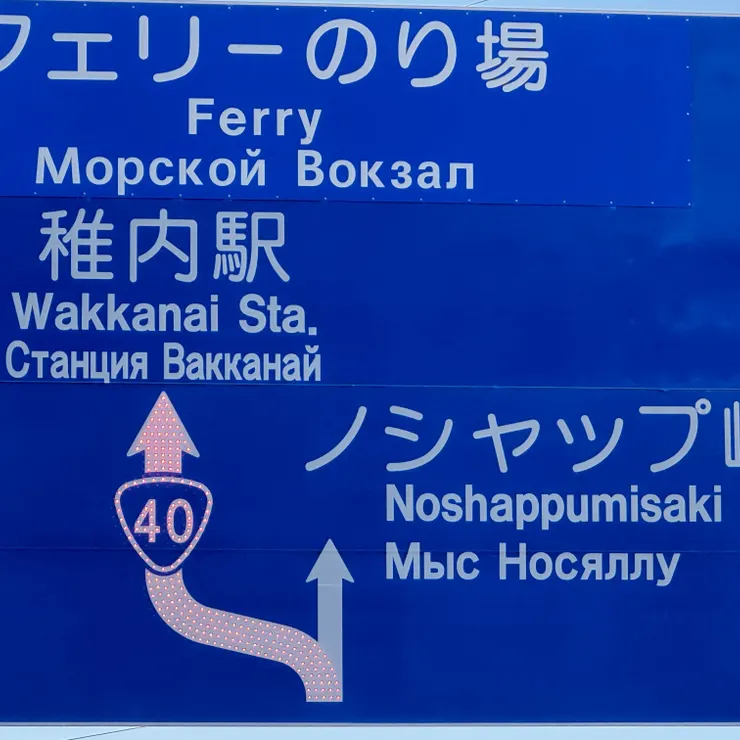 フェリーのり場
Ferry
Морской Вокзал
稚内駅
Wakkanai Sta.
Станция Вакканай
ノシャップ
Noshappumisaki
Мыс Носяллу
40